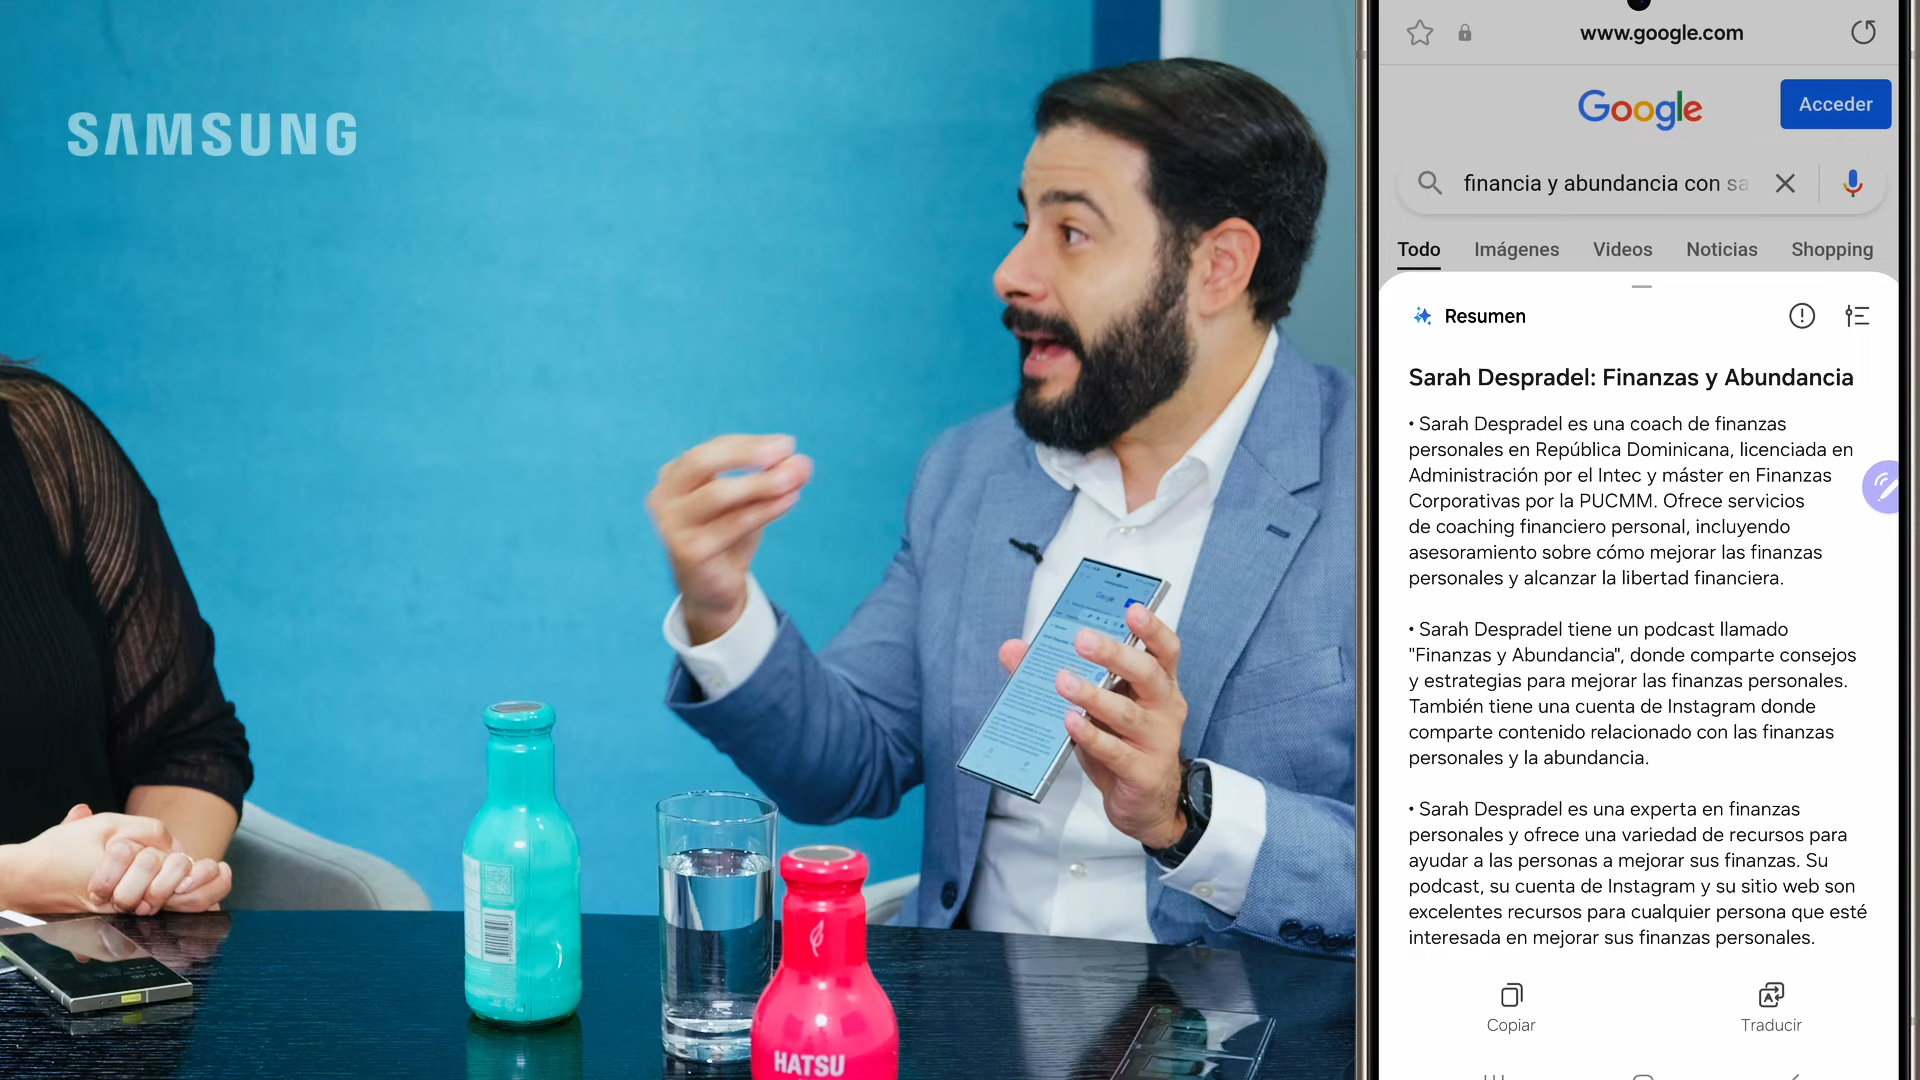 SAMSUNG
HATSU
www.google.com
Google
Acceder
financia y abundancia con sa
Todo
Imágenes
Videos
Noticias
Shopping
Resumen
Sarah Despradel: Finanzas y Abundancia
• Sarah Despradel es una coach de finanzas
personales en República Dominicana, licenciada en
Administración por el Intec y máster en Finanzas
Corporativas por la PUCMM. Ofrece servicios
de coaching financiero personal, incluyendo
asesoramiento sobre cómo mejorar las finanzas
personales y alcanzar la libertad financiera.
• Sarah Despradel tiene un podcast llamado
"Finanzas y Abundancia", donde comparte consejos
y estrategias para mejorar las finanzas personales.
También tiene una cuenta de Instagram donde
comparte contenido relacionado con las finanzas
personales y la abundancia.
• Sarah Despradel es una experta en finanzas
personales y ofrece una variedad de recursos para
ayudar a las personas a mejorar sus finanzas. Su
podcast, su cuenta de Instagram y su sitio web son
excelentes recursos para cualquier persona que esté
interesada en mejorar sus finanzas personales.
Copiar
Traducir